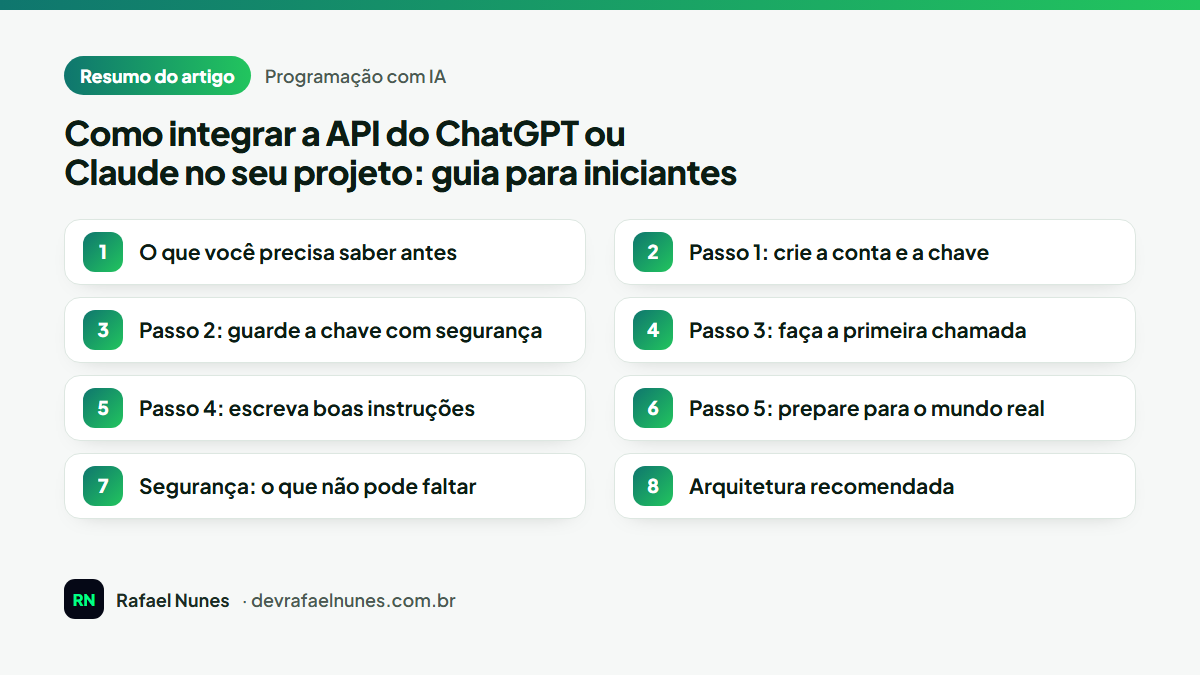 Resumo do artigo
Programação com IA
Como integrar a API do ChatGPT ou
Claude no seu projeto: guia para iniciantes
1 O que você precisa saber antes
2 Passo 1: crie a conta e a chave
3 Passo 2: guarde a chave com segurança
4 Passo 3: faça a primeira chamada
5 Passo 4: escreva boas instruções
6 Passo 5: prepare para o mundo real
7 Segurança: o que não pode faltar
8 Arquitetura recomendada
RN Rafael Nunes · devrafaelnunes.com.br